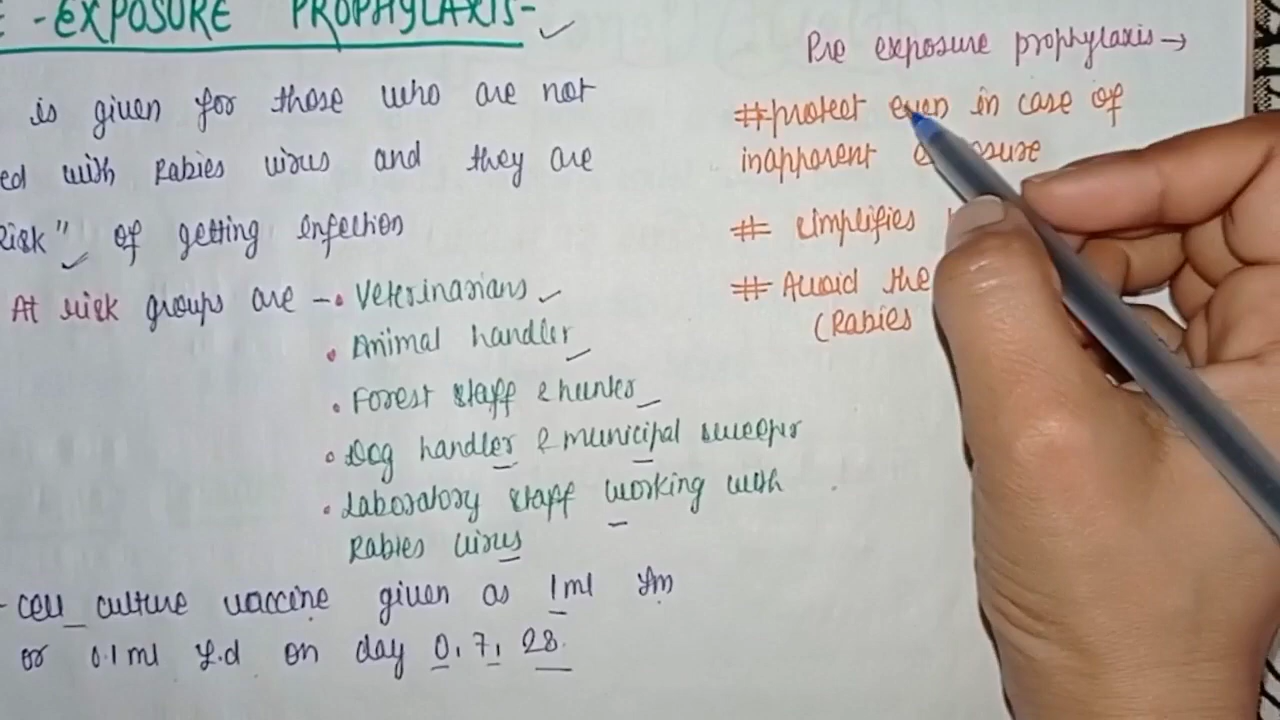 -EXPOSURE PROPHYLAXIS-
is given for those who are not
ed with Rabies virus and they are
Risk" of getting infection
At risk groups are - • Veterinarians
• Animal handler
• Forest staff & hunter
• Dog handler & municipal sweeper
• Laboratory staff working with
Rabies virus
- cell culture vaccine given as 1ml Im
or 0.1ml I.d on day 0, 7, 28.
Pre exposure prophylaxis →
# protect even in case of
inapparent
# simplifies
# Avoid the
(Rabies